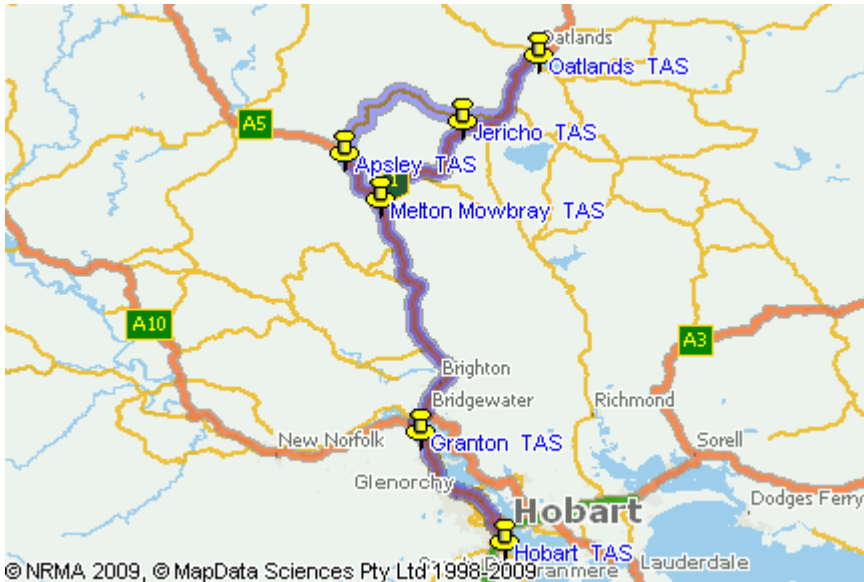 Oatlands
Oatlands TAS
A5
Jericho TAS
Apsley TAS
1
Melton Mowbray TAS
A10
A3
Brighton
Bridgewater
Richmond
New Norfolk
Granton TAS
Sorell
Glenorchy
Hobart
Dodges Ferry
Hobart TAS
Lauderdale
© NRMA 2009, © MapData Sciences Pty Ltd 1998-2009